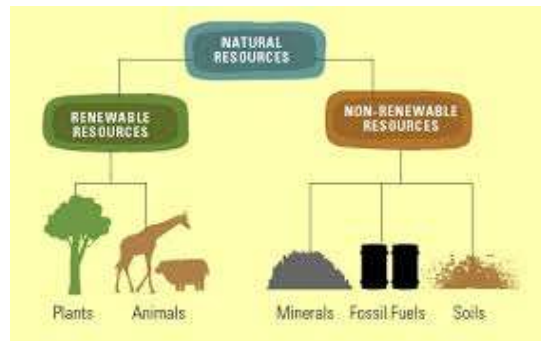 NATURAL
RESOURCES
RENEWABLE
RESOURCES
NON-RENEWABLE
RESOURCES
Plants
Animals
Minerals
Fossil Fuels
Soils